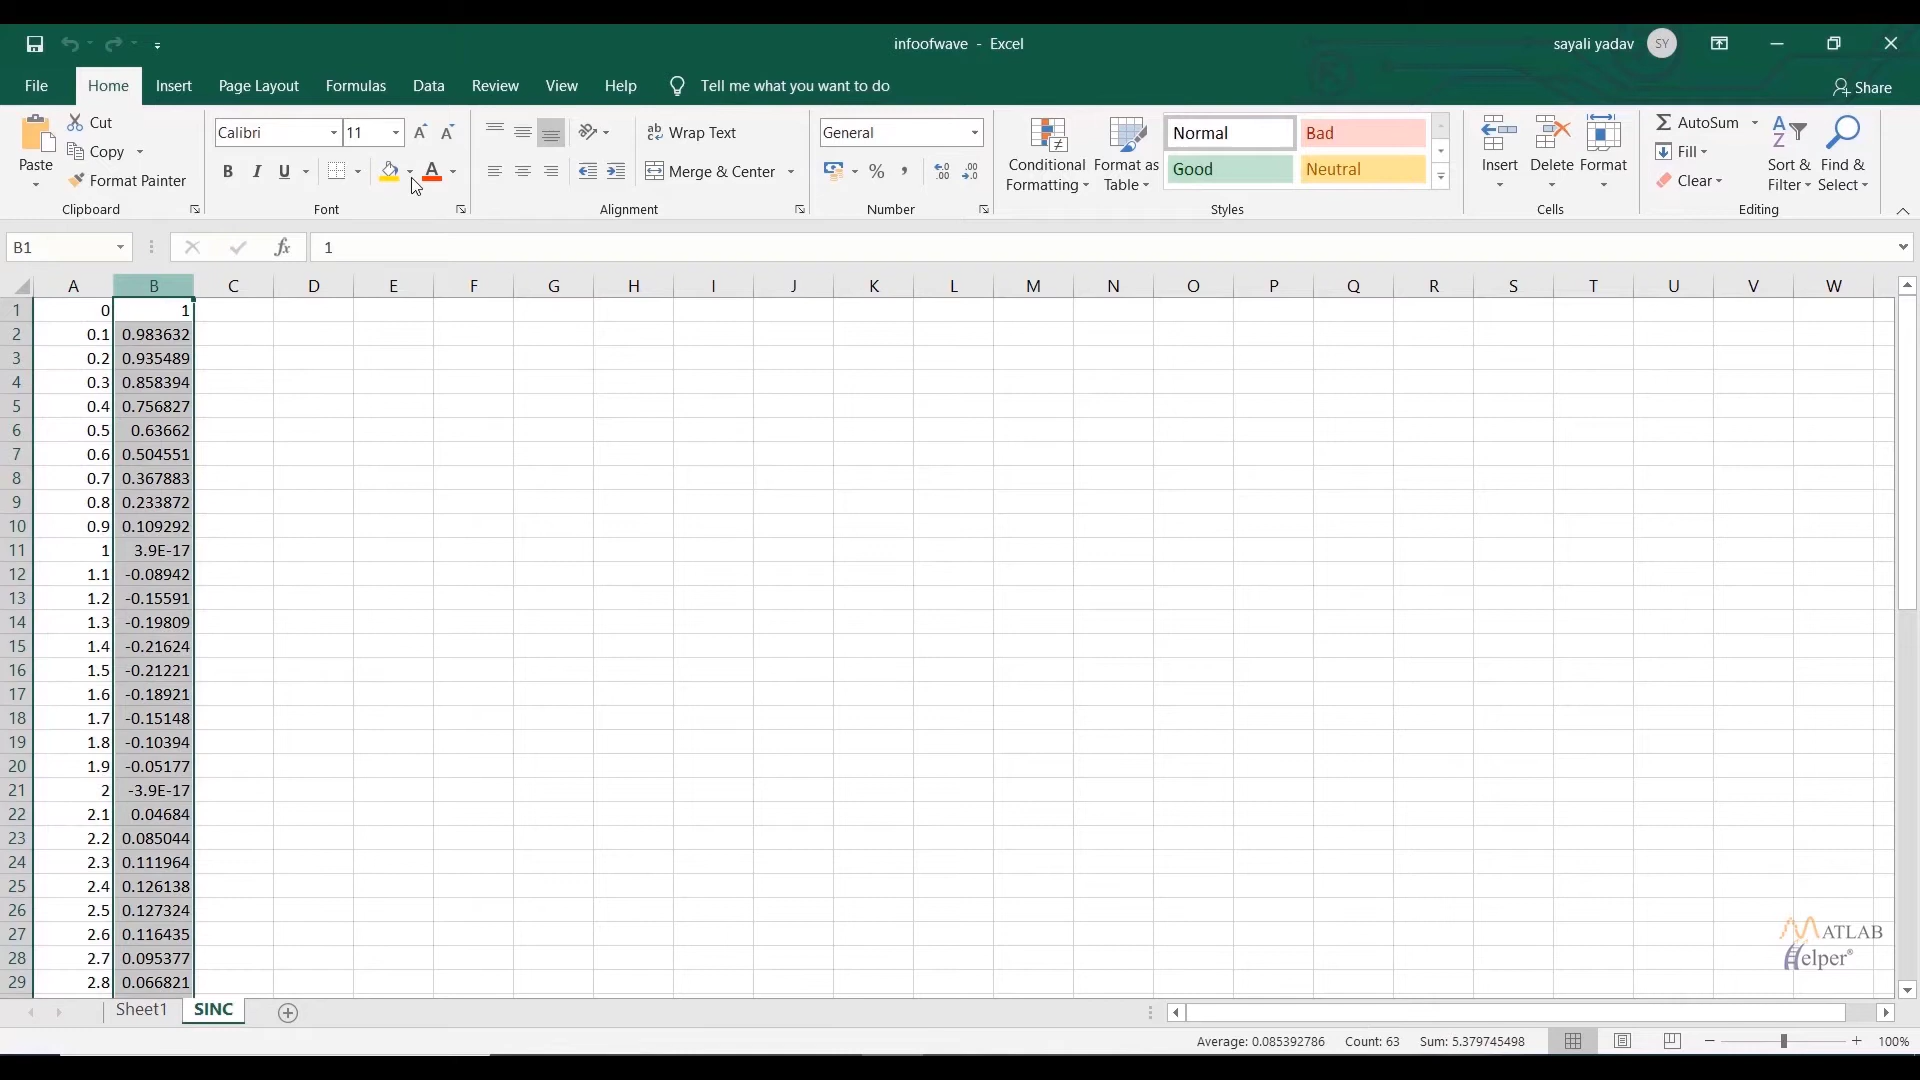 infoofwave - Excel
sayali yadav SY
File Home Insert Page Layout Formulas Data Review View Help Tell me what you want to do Share
Paste
Cut
Copy
Format Painter
Clipboard
Calibri 11 A A
B I U A
Font
ab Wrap Text
Merge & Center
Alignment
General
% ,
Number
Conditional Formatting
Format as Table
Normal Bad
Good Neutral
Styles
Insert Delete Format
Cells
AutoSum
Fill
Clear
Sort & Filter
Find & Select
Editing
B1 fx 1
A B C D E F G H I J K L M N O P Q R S T U V W
1 0 1
2 0.1 0.983632
3 0.2 0.935489
4 0.3 0.858394
5 0.4 0.756827
6 0.5 0.63662
7 0.6 0.504551
8 0.7 0.367883
9 0.8 0.233872
10 0.9 0.109292
11 1 3.9E-17
12 1.1 -0.08942
13 1.2 -0.15591
14 1.3 -0.19809
15 1.4 -0.21624
16 1.5 -0.21221
17 1.6 -0.18921
18 1.7 -0.15148
19 1.8 -0.10394
20 1.9 -0.05177
21 2 -3.9E-17
22 2.1 0.04684
23 2.2 0.085044
24 2.3 0.111964
25 2.4 0.126138
26 2.5 0.127324
27 2.6 0.116435
28 2.7 0.095377
29 2.8 0.066821
MATLAB
Helper®
Sheet1 SINC
Average: 0.085392786 Count: 63 Sum: 5.379745498 100%